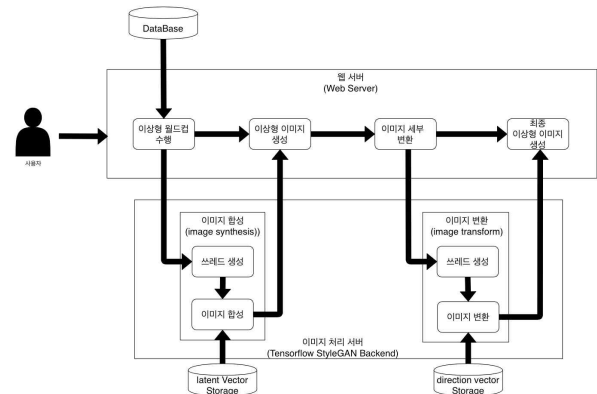 DataBase
웹 서버
(Web Server)
이상형 월드컵
수행
이상형 이미지
생성
이미지 세부
변환
최종
이상형 이미지
생성
사용자
이미지 합성
(image synthesis))
쓰레드 생성
이미지 합성
이미지 변환
(image transform)
쓰레드 생성
이미지 변환
이미지 처리 서버
(Tensorflow StyleGAN Backend)
latent Vector
Storage
direction vector
Storage